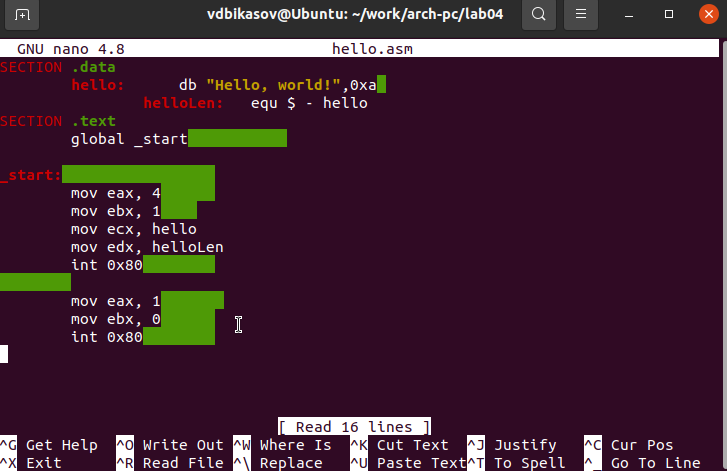 vdbikasov@Ubuntu: ~/work/arch-pc/lab04
GNU nano 4.8 hello.asm
SECTION .data
hello: db "Hello, world!",0xa
helloLen: equ $ - hello
SECTION .text
global _start
_start:
mov eax, 4
mov ebx, 1
mov ecx, hello
mov edx, helloLen
int 0x80
mov eax, 1
mov ebx, 0
int 0x80
[ Read 16 lines ]
^G Get Help ^O Write Out ^W Where Is ^K Cut Text ^J Justify ^C Cur Pos
^X Exit ^R Read File ^\ Replace ^U Paste Text ^T To Spell ^_ Go To Line